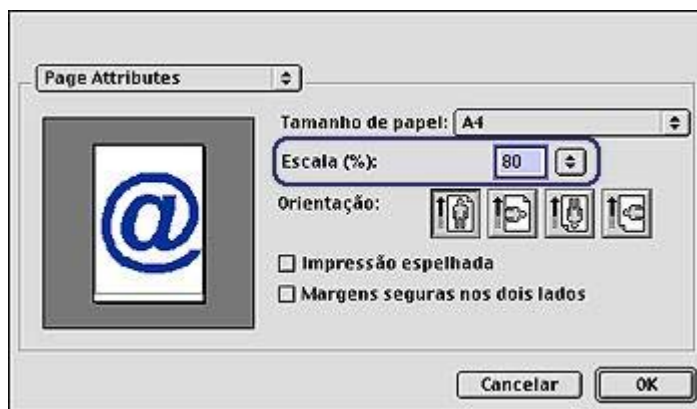 Page Attributes
Tamanho de papel: A4
Escala (%): 80
Orientação:
Impressão espelhada
Margens seguras nos dois lados
@
Cancelar OK